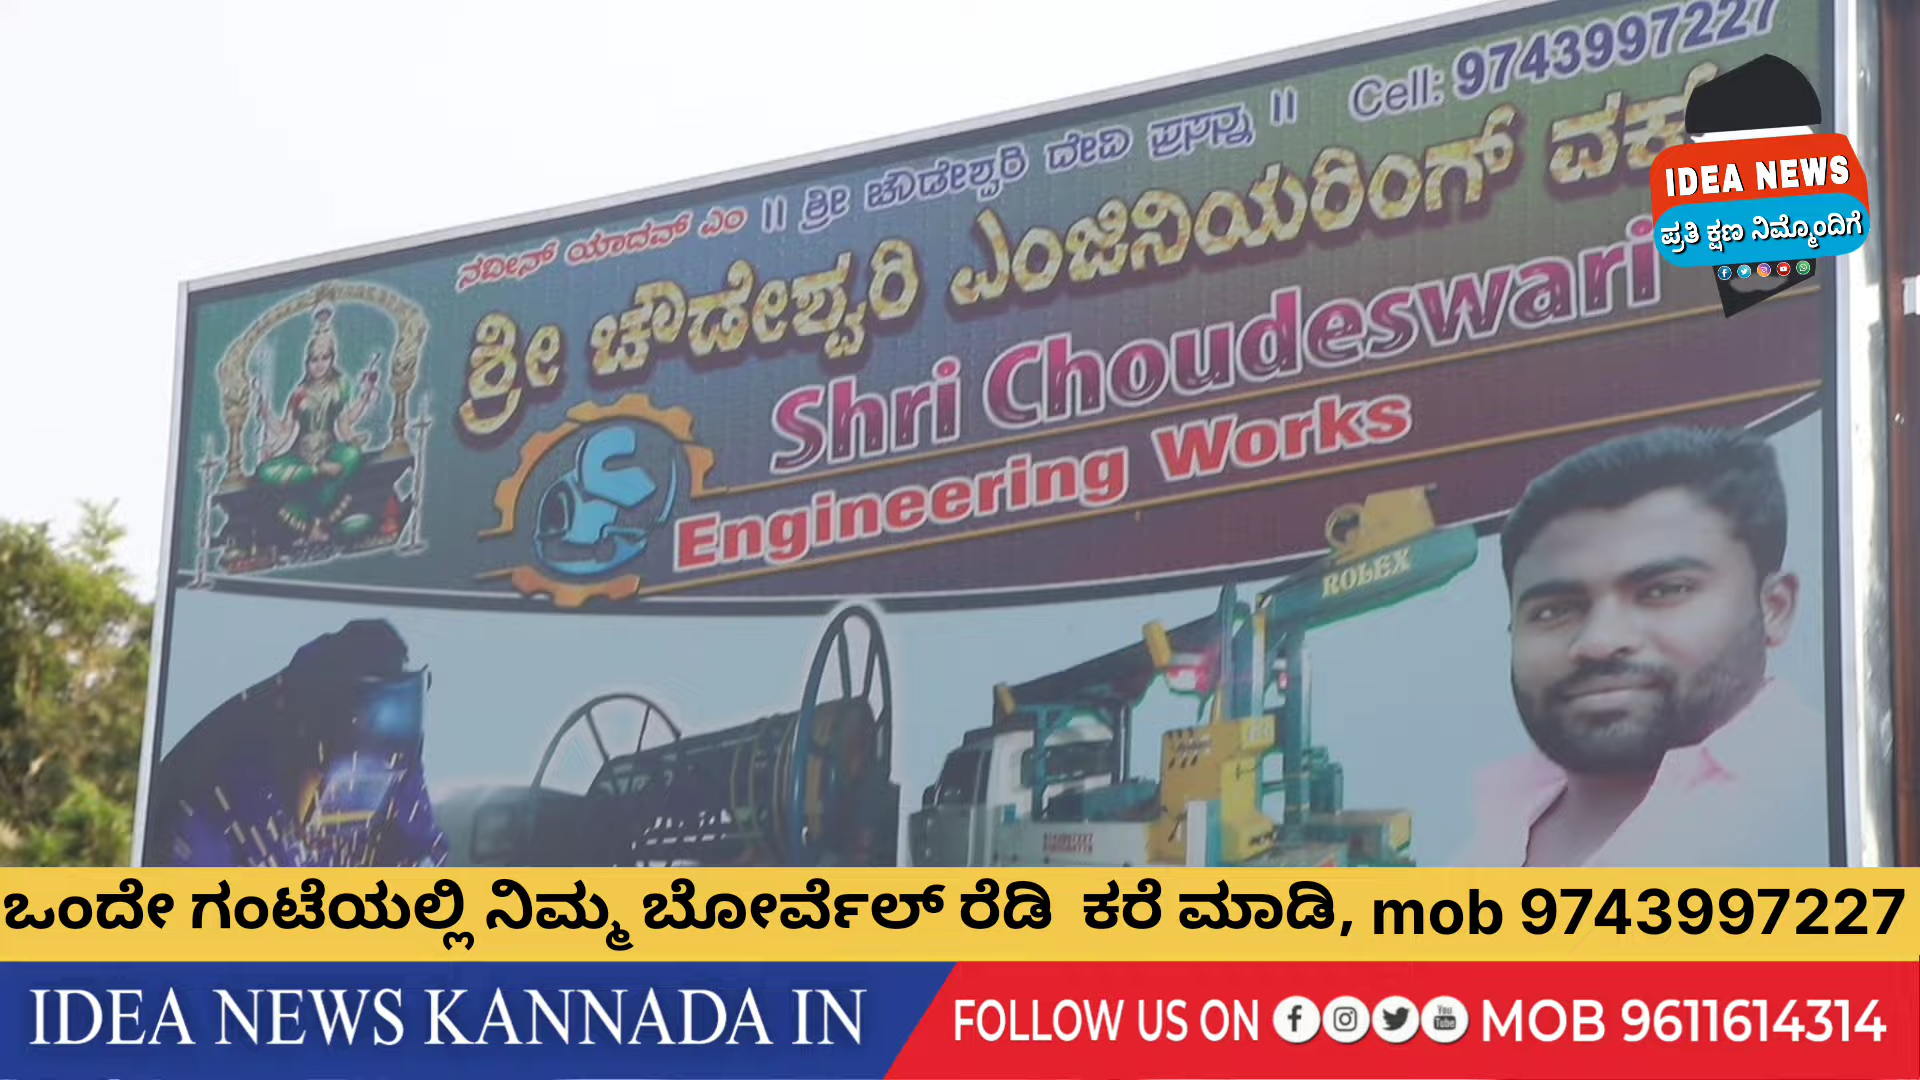 Cell: 9743997227
ನವೀನ್ ಯಾದವ್ ಎಂ || ಶ್ರೀ ಚೌಡೇಶ್ವರಿ ದೇವಿ ಪ್ರಸನ್ನ ||
ಶ್ರೀ ಚೌಡೇಶ್ವರಿ ಎಂಜಿನಿಯರಿಂಗ್
Shri Choudeswari
Engineering Works
ROLEX
IDEA NEWS
ಪ್ರತಿ ಕ್ಷಣ ನಿಮ್ಮೊಂದಿಗೆ
ಒಂದೇ ಗಂಟೆಯಲ್ಲಿ ನಿಮ್ಮ ಬೋರ್ವೆಲ್ ರೆಡಿ ಕರೆ ಮಾಡಿ, mob 9743997227
IDEA NEWS KANNADA IN
FOLLOW US ON MOB 9611614314